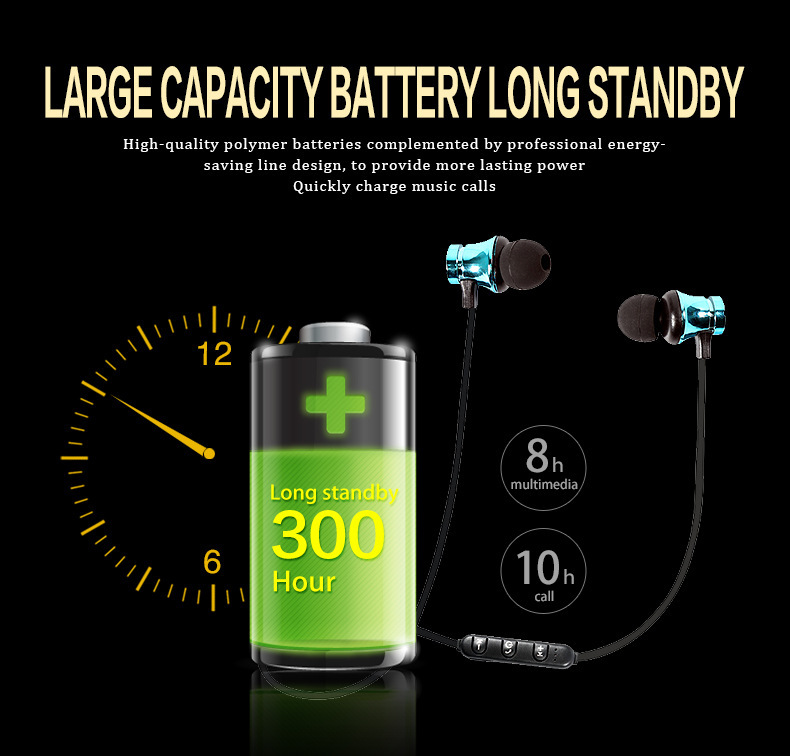 LARGE CAPACITY BATTERY LONG STANDBY
High-quality polymer batteries complemented by professional energy-
saving line design, to provide more lasting power
Quickly charge music calls
12
6
Long standby
300
Hour
8h
multimedia
10h
call